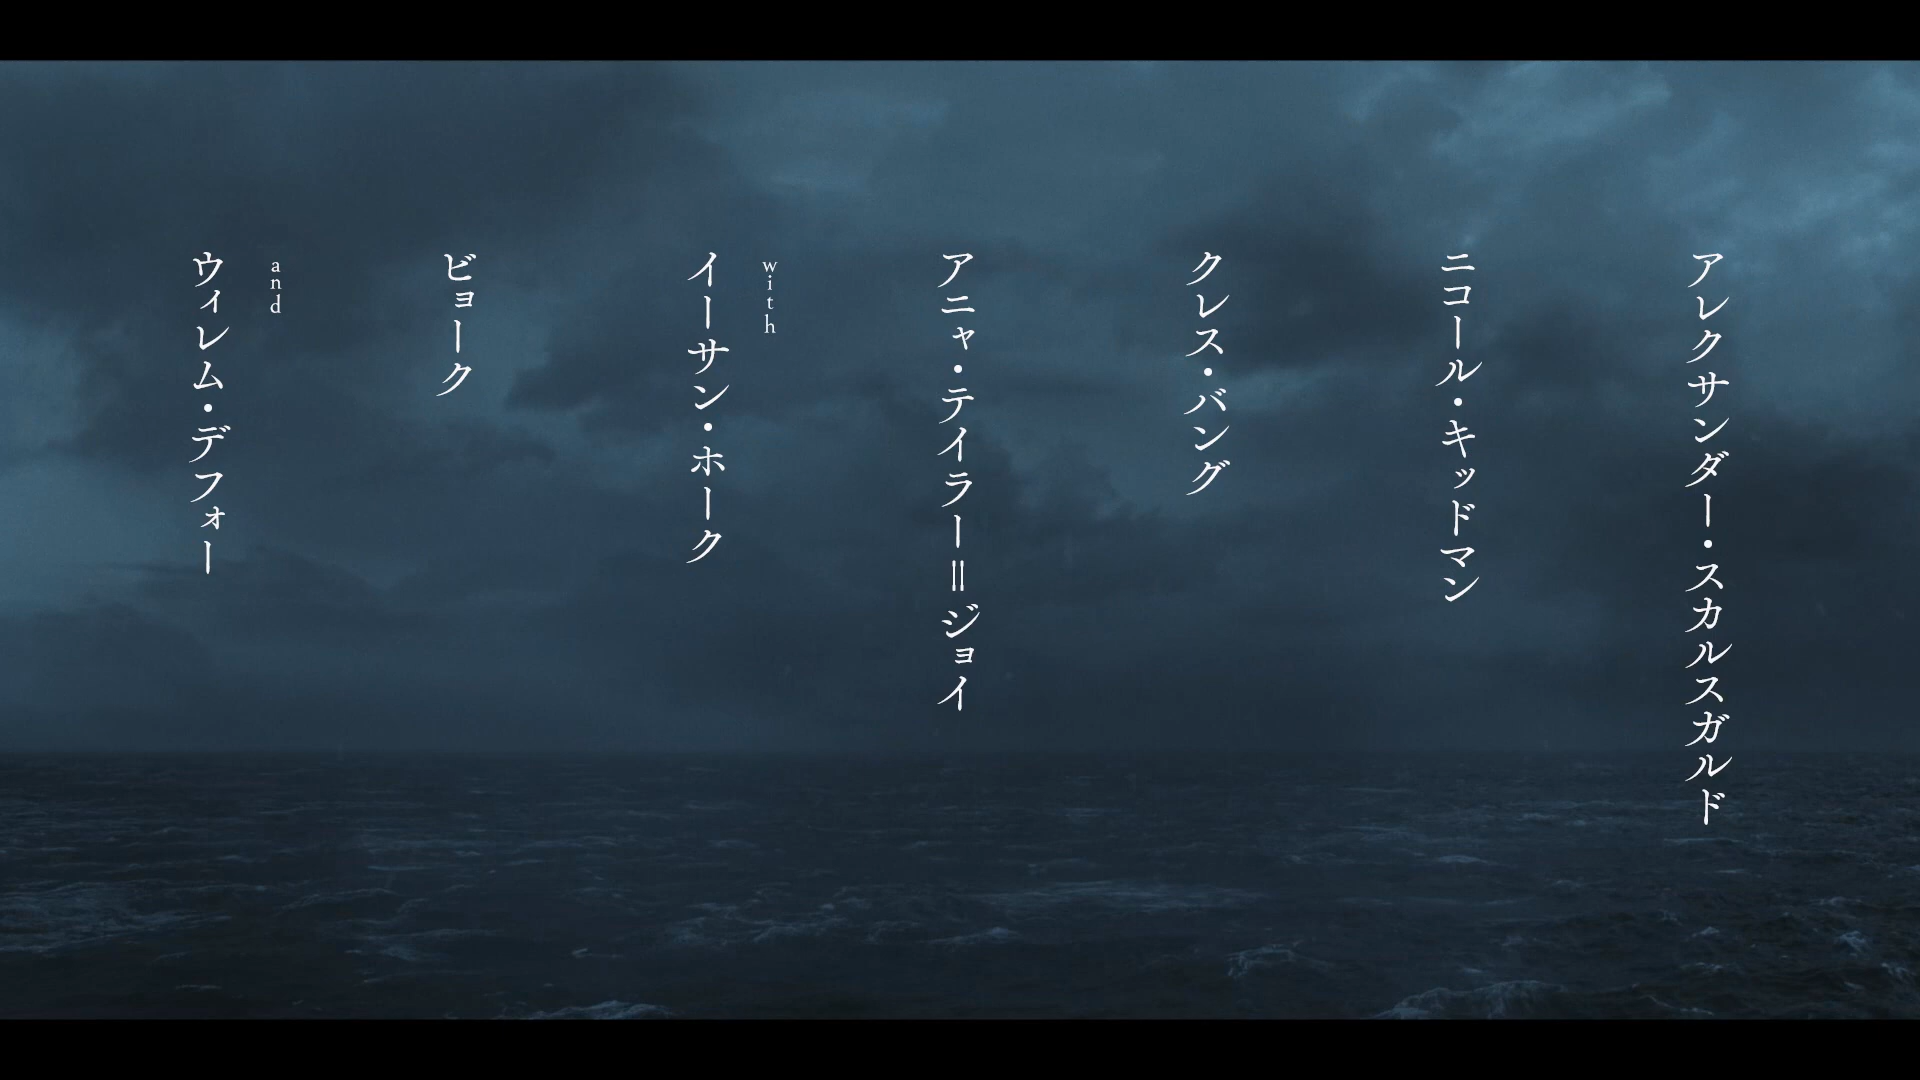 アレクサンダー・スカルスガルド
ニコール・キッドマン
クレス・バング
アニャ・テイラー＝ジョイ
with
イーサン・ホーク
ビョーク
and
ウィレム・デフォー